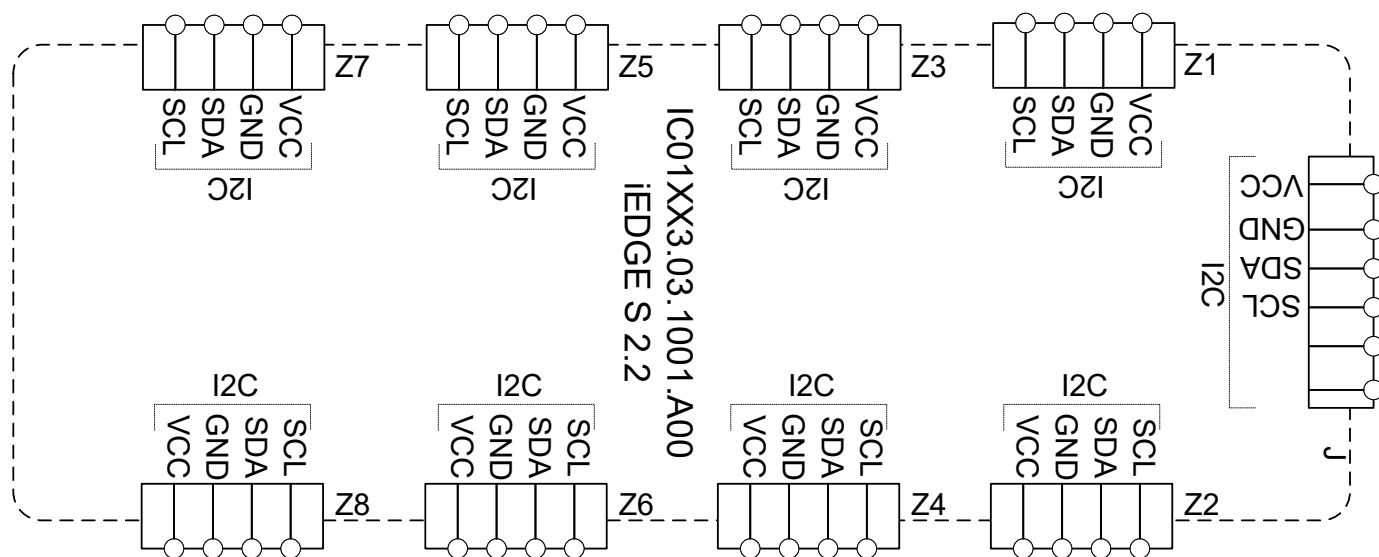 Z7
Z5
Z3
Z1
SCL SDA GND VCC
SCL SDA GND VCC
SCL SDA GND VCC
SCL SDA GND VCC
I2C
I2C
I2C
I2C
IC01XX3.03.1001.A00
iEDGE S 2.2
VCC
GND
SDA
SCL
I2C
J
I2C
I2C
I2C
I2C
VCC GND SDA SCL
VCC GND SDA SCL
VCC GND SDA SCL
VCC GND SDA SCL
Z8
Z6
Z4
Z2